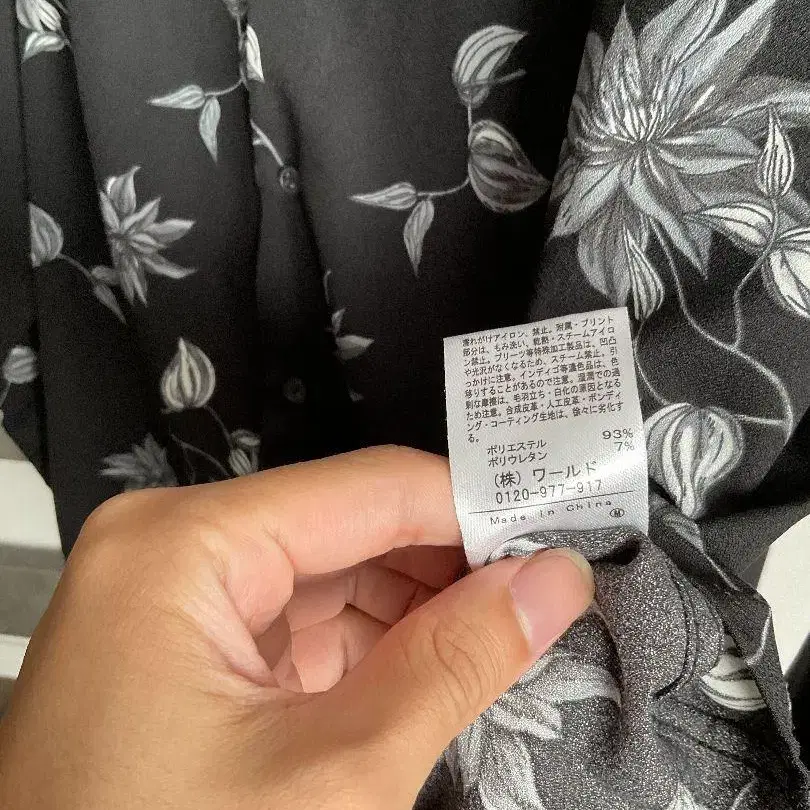 濡れがけアイロン、禁止。附属・プリント
部分は、もみ洗い、乾熱・スチームアイロ
ン禁止。プリーツ等特殊加工製品は、凹凸
や光沢がなくなるため、スチーム禁止。引
っかけに注意。インディゴ等濃色品は、色
移りすることがあるので注意。湿潤での過
剰な摩擦は、毛羽立ち・白化の原因となる
ため注意。合成皮革・人工皮革・ボンディ
ング・コーティング生地は、徐々に劣化す
る。
ポリエステル 93%
ポリウレタン 7%
(株)ワールド
0120-977-917
Made in China M